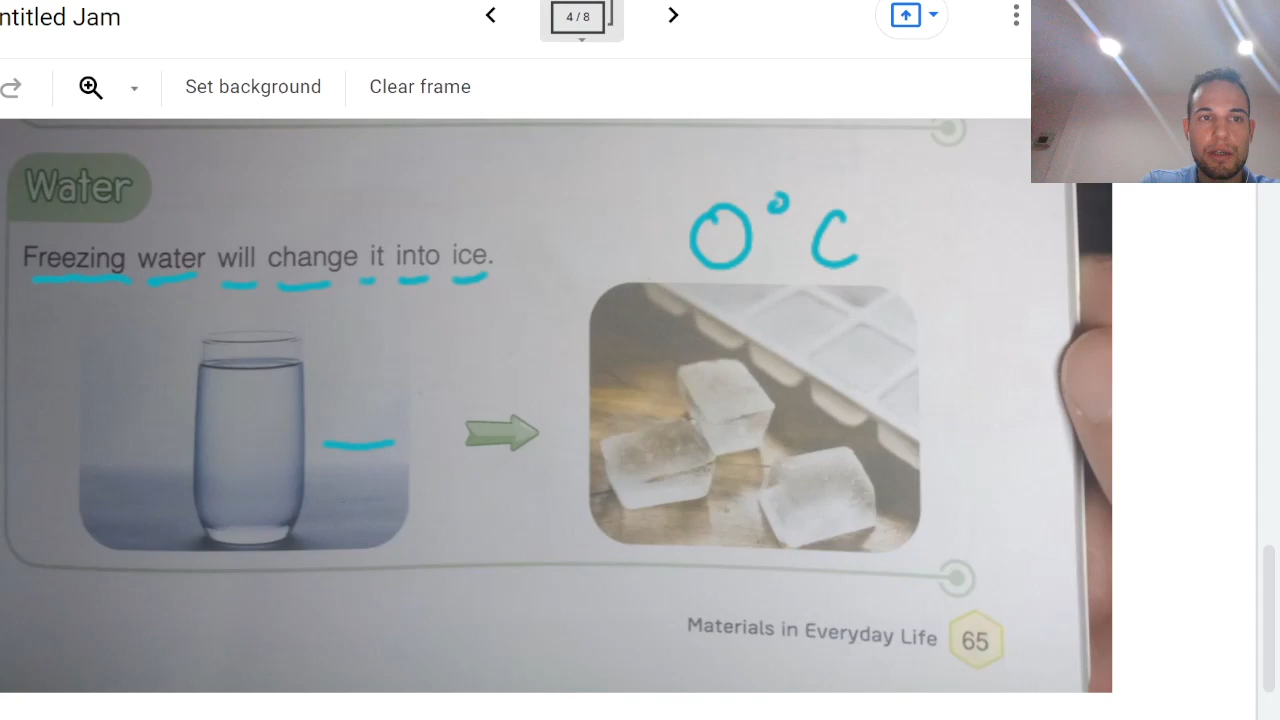 ntitled Jam
4 / 8
Set background
Clear frame
Water
Freezing water will change it into ice.
0°C
Materials in Everyday Life 65